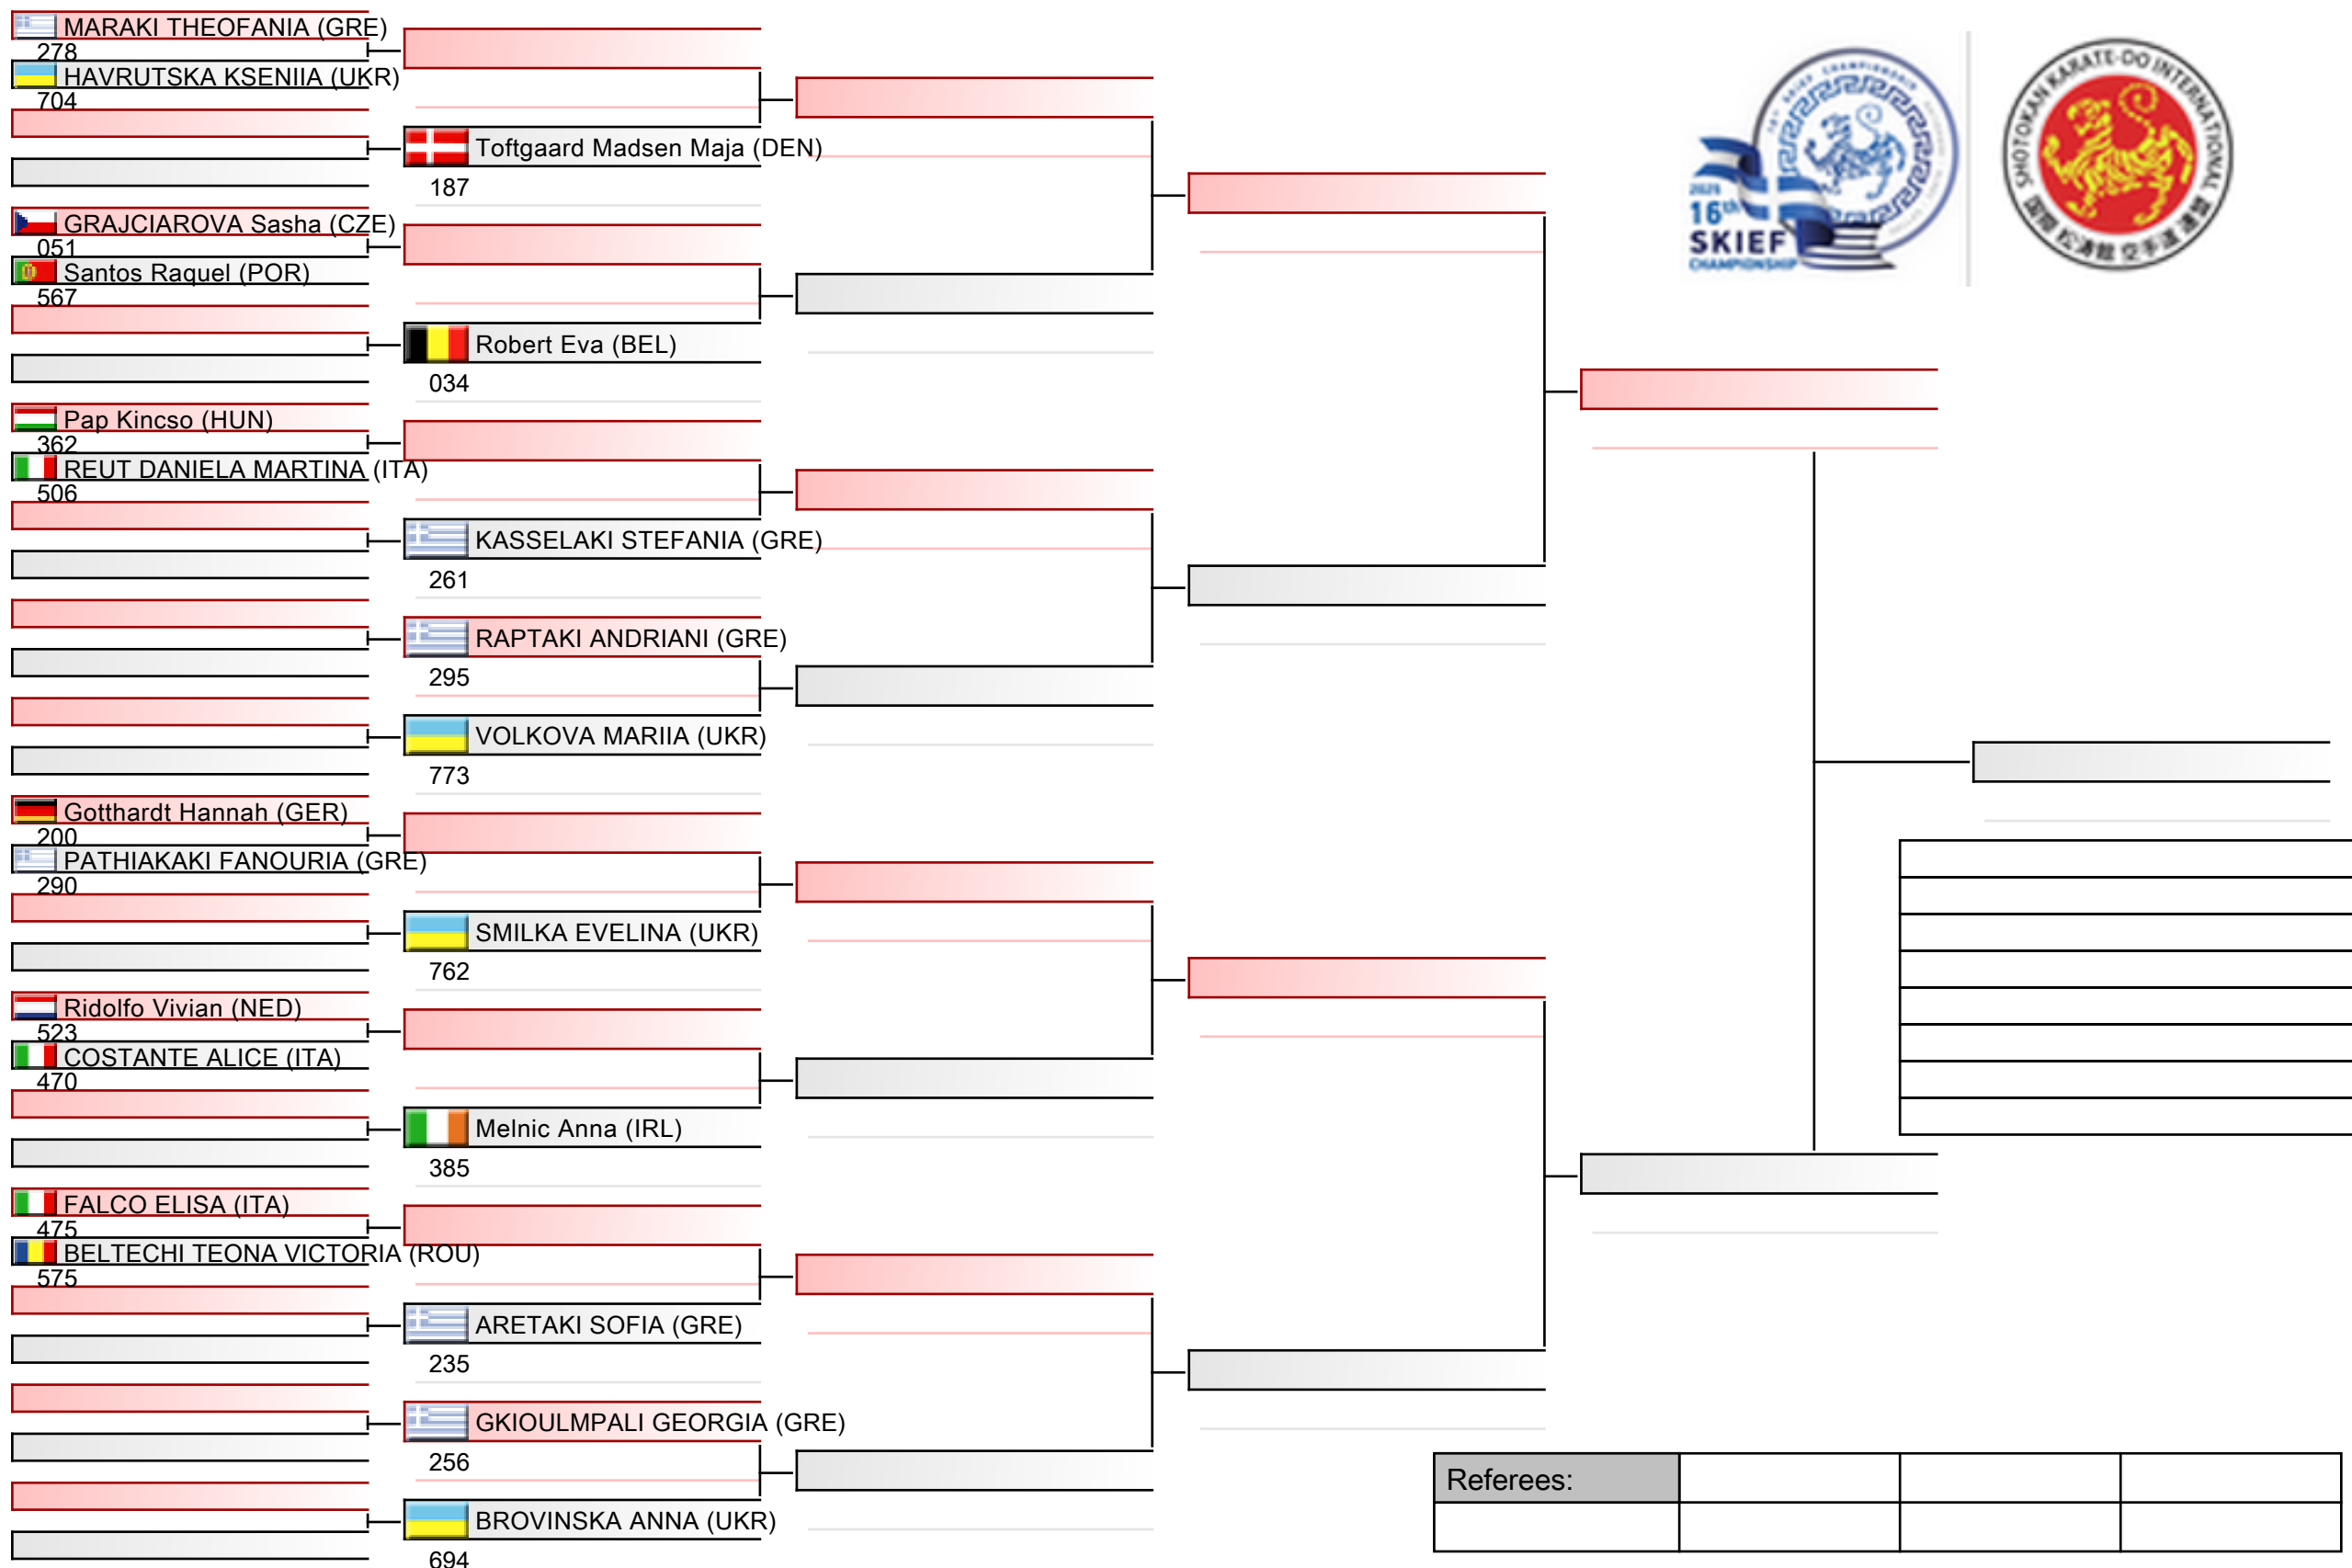 MARAKI THEOFANIA (GRE)
278
HAVRUTSKA KSENIIA (UKR)
704
Toftgaard Madsen Maja (DEN)
187
GRAJCIAROVA Sasha (CZE)
051
Santos Raquel (POR)
567
Robert Eva (BEL)
034
Pap Kincso (HUN)
362
REUT DANIELA MARTINA (ITA)
506
KASSELAKI STEFANIA (GRE)
261
RAPTAKI ANDRIANI (GRE)
295
VOLKOVA MARIIA (UKR)
773
Gotthardt Hannah (GER)
200
PATHIAKAKI FANOURIA (GRE)
290
SMILKA EVELINA (UKR)
762
Ridolfo Vivian (NED)
523
COSTANTE ALICE (ITA)
470
Melnic Anna (IRL)
385
FALCO ELISA (ITA)
475
BELTECHI TEONA VICTORIA (ROU)
575
ARETAKI SOFIA (GRE)
235
GKIOULMPALI GEORGIA (GRE)
256
BROVINSKA ANNA (UKR)
694
16th
SKIEF
CHAMPIONSHIP
SHOTOKAN KARATE-DO INTERNATIONAL
Referees: